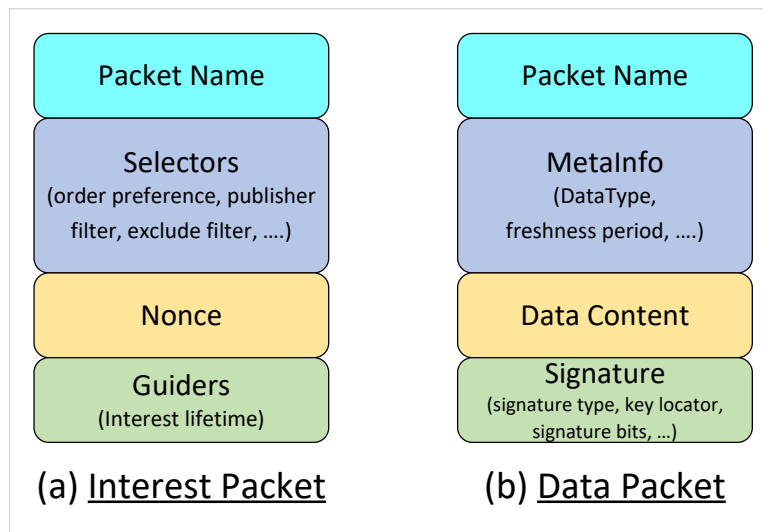 Packet Name
Selectors
(order preference, publisher
filter, exclude filter, ….)
Nonce
Guiders
(Interest lifetime)
(a) Interest Packet
Packet Name
MetaInfo
(DataType,
freshness period, ….)
Data Content
Signature
(signature type, key locator,
signature bits, …)
(b) Data Packet